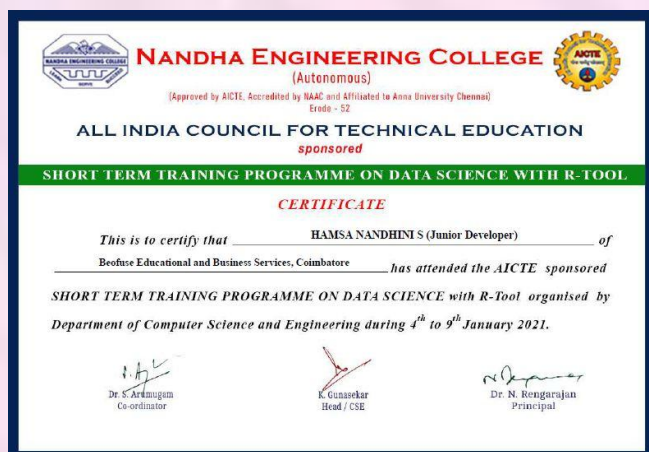 NANDHA ENGINEERING COLLEGE
(Autonomous)
(Approved by AICTE, Accredited by NAAC and Affiliated to Anna University Chennai)
Erode - 52
ALL INDIA COUNCIL FOR TECHNICAL EDUCATION
sponsored
SHORT TERM TRAINING PROGRAMME ON DATA SCIENCE WITH R-TOOL
CERTIFICATE
This is to certify that HAMSA NANDHINI S (Junior Developer) of
Beofuse Educational and Business Services, Coimbatore has attended the AICTE sponsored
SHORT TERM TRAINING PROGRAMME ON DATA SCIENCE with R-Tool organised by
Department of Computer Science and Engineering during 4th to 9th January 2021.
Dr. S. Arumugam
Co-ordinator
K. Gunasekar
Head / CSE
Dr. N. Rengarajan
Principal
NANDHA ENGINEERING COLLEGE
AICTE